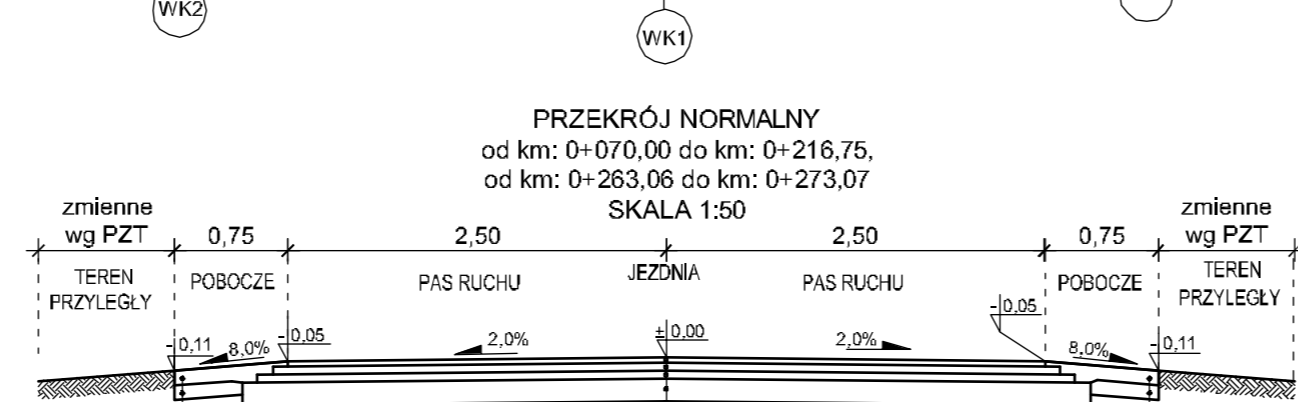 WK2
WK1
PRZEKRÓJ NORMALNY
od km: 0+070,00 do km: 0+216,75,
od km: 0+263,06 do km: 0+273,07
SKALA 1:50
zmienne
wg PZT
0,75
2,50
2,50
0,75
zmienne
wg PZT
TEREN
PRZYLEGŁY
POBOCZE
PAS RUCHU
JEZDNIA
PAS RUCHU
POBOCZE
TEREN
PRZYLEGŁY
-0,11
8,0%
-0,05
2,0%
±0,00
2,0%
-0,05
8,0%
-0,11